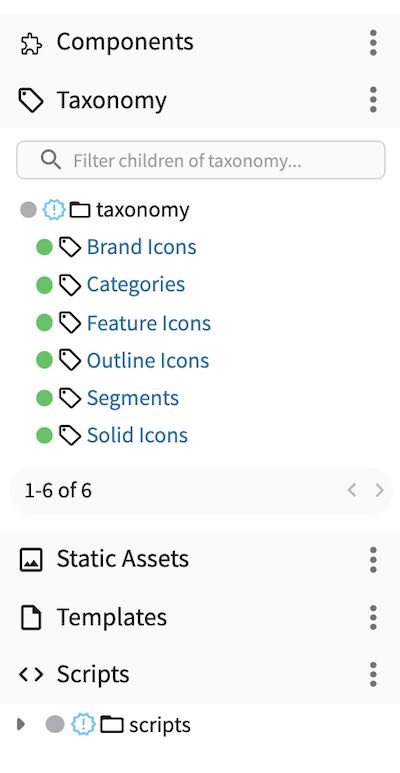 Components
Taxonomy
Filter children of taxonomy...
taxonomy
Brand Icons
Categories
Feature Icons
Outline Icons
Segments
Solid Icons
1-6 of 6
Static Assets
Templates
Scripts
scripts